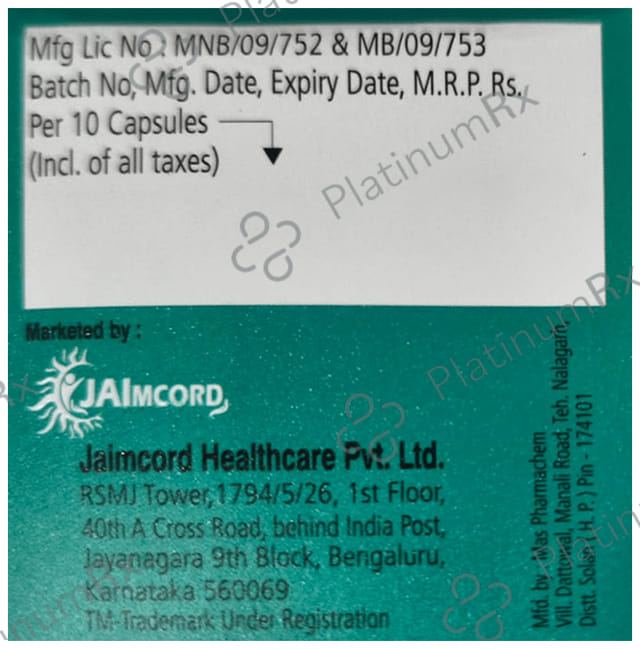 Mfg Lic No.: MNB/09/752 & MB/09/753
Batch No, Mfg. Date, Expiry Date, M.R.P. Rs.
Per 10 Capsules
(Incl. of all taxes)
Marketed by :
JAIMCORD
Jaimcord Healthcare Pvt. Ltd.
RSMJ Tower,1794/5/26, 1st Floor,
40th A Cross Road, behind India Post,
Jayanagara 9th Block, Bengaluru,
Karnataka 560069
TM-Trademark Under Registration
Mfd. by Mas Pharmachem
Vill. Dattowal, Manali Road, Teh. Nalagarh,
Distt. Solan ( H. P. ) Pin - 174101
PlatinumRx
PlatinumRx
PlatinumRx